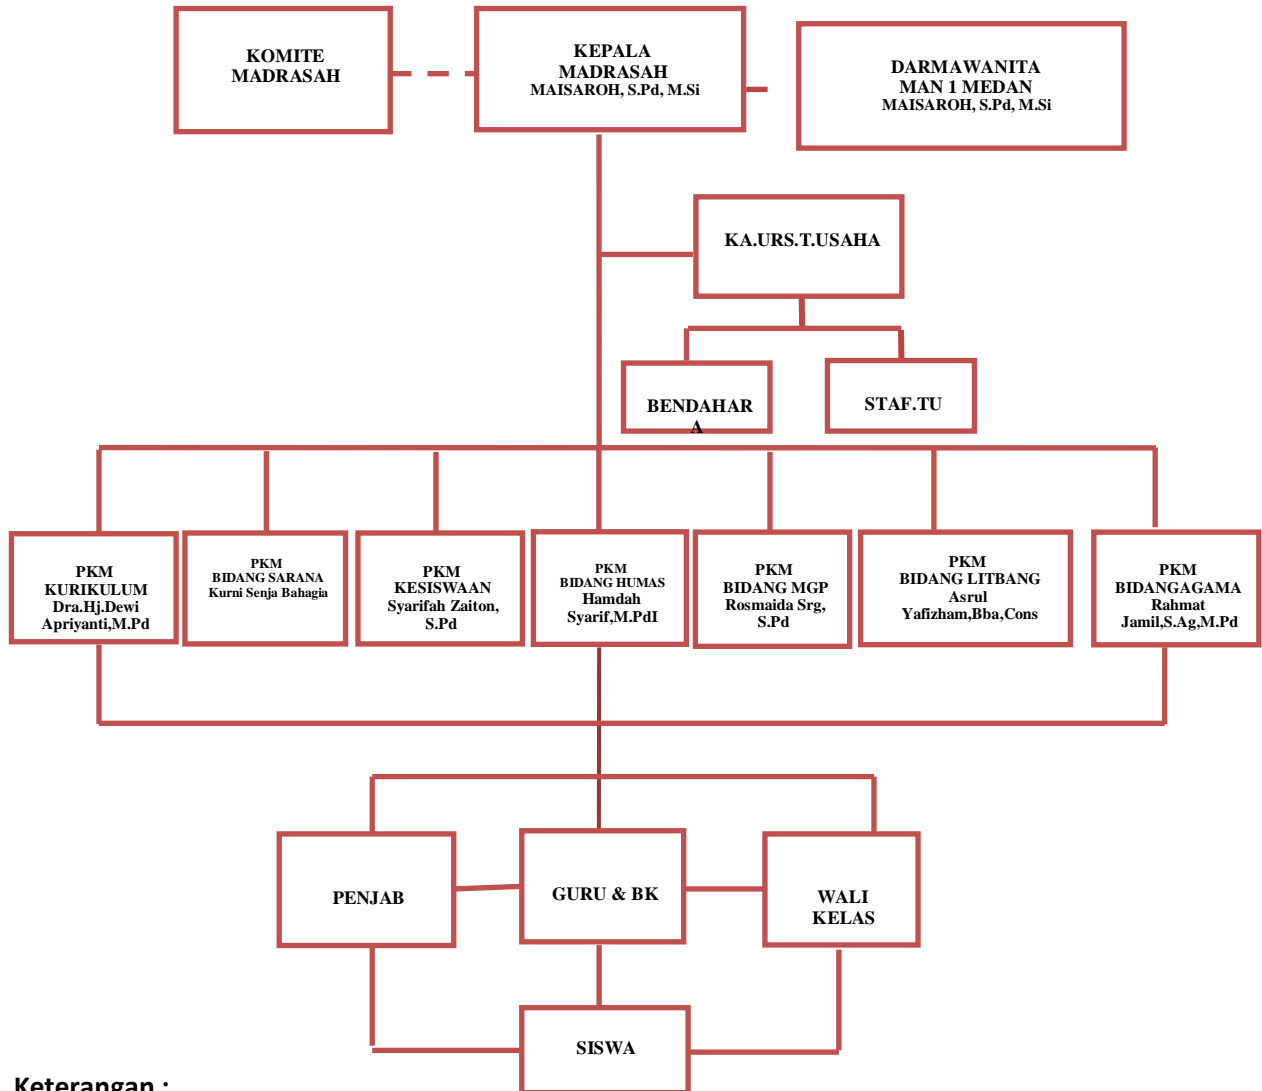 KOMITE
MADRASAH
KEPALA
MADRASAH
MAISAROH, S.Pd, M.Si
DARMAWANITA
MAN 1 MEDAN
MAISAROH, S.Pd, M.Si
KA.URS.T.USAHA
BENDAHAR
A
STAF.TU
PKM
KURIKULUM
Dra.Hj.Dewi
Apriyanti,M.Pd
PKM
BIDANG SARANA
Kurni Senja Bahagia
PKM
KESISWAAN
Syarifah Zaiton,
S.Pd
PKM
BIDANG HUMAS
Hamdah
Syarif,M.PdI
PKM
BIDANG MGP
Rosmaida Srg,
S.Pd
PKM
BIDANG LITBANG
Asrul
Yafizham,Bba,Cons
PKM
BIDANGAGAMA
Rahmat
Jamil,S.Ag,M.Pd
PENJAB
GURU & BK
WALI
KELAS
SISWA
Keterangan :